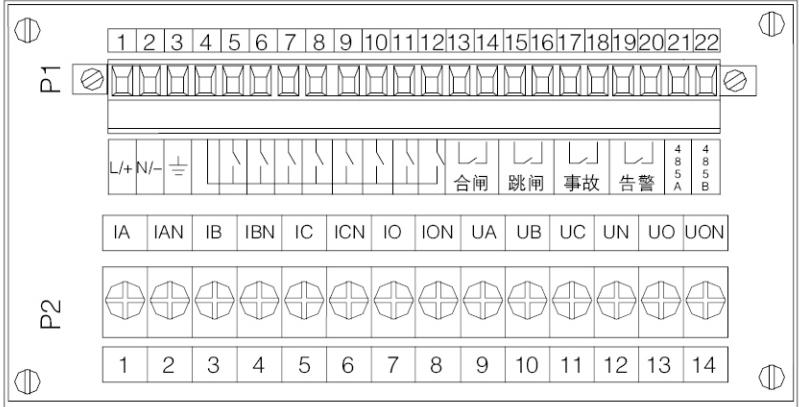 P1
1 2 3 4 5 6 7 8 9 10 11 12 13 14 15 16 17 18 19 20 21 22
L/+ N/- 合闸 跳闸 事故 告警 485A 485B
IA IAN IB IBN IC ICN IO ION UA UB UC UN UO UON
P2
1 2 3 4 5 6 7 8 9 10 11 12 13 14